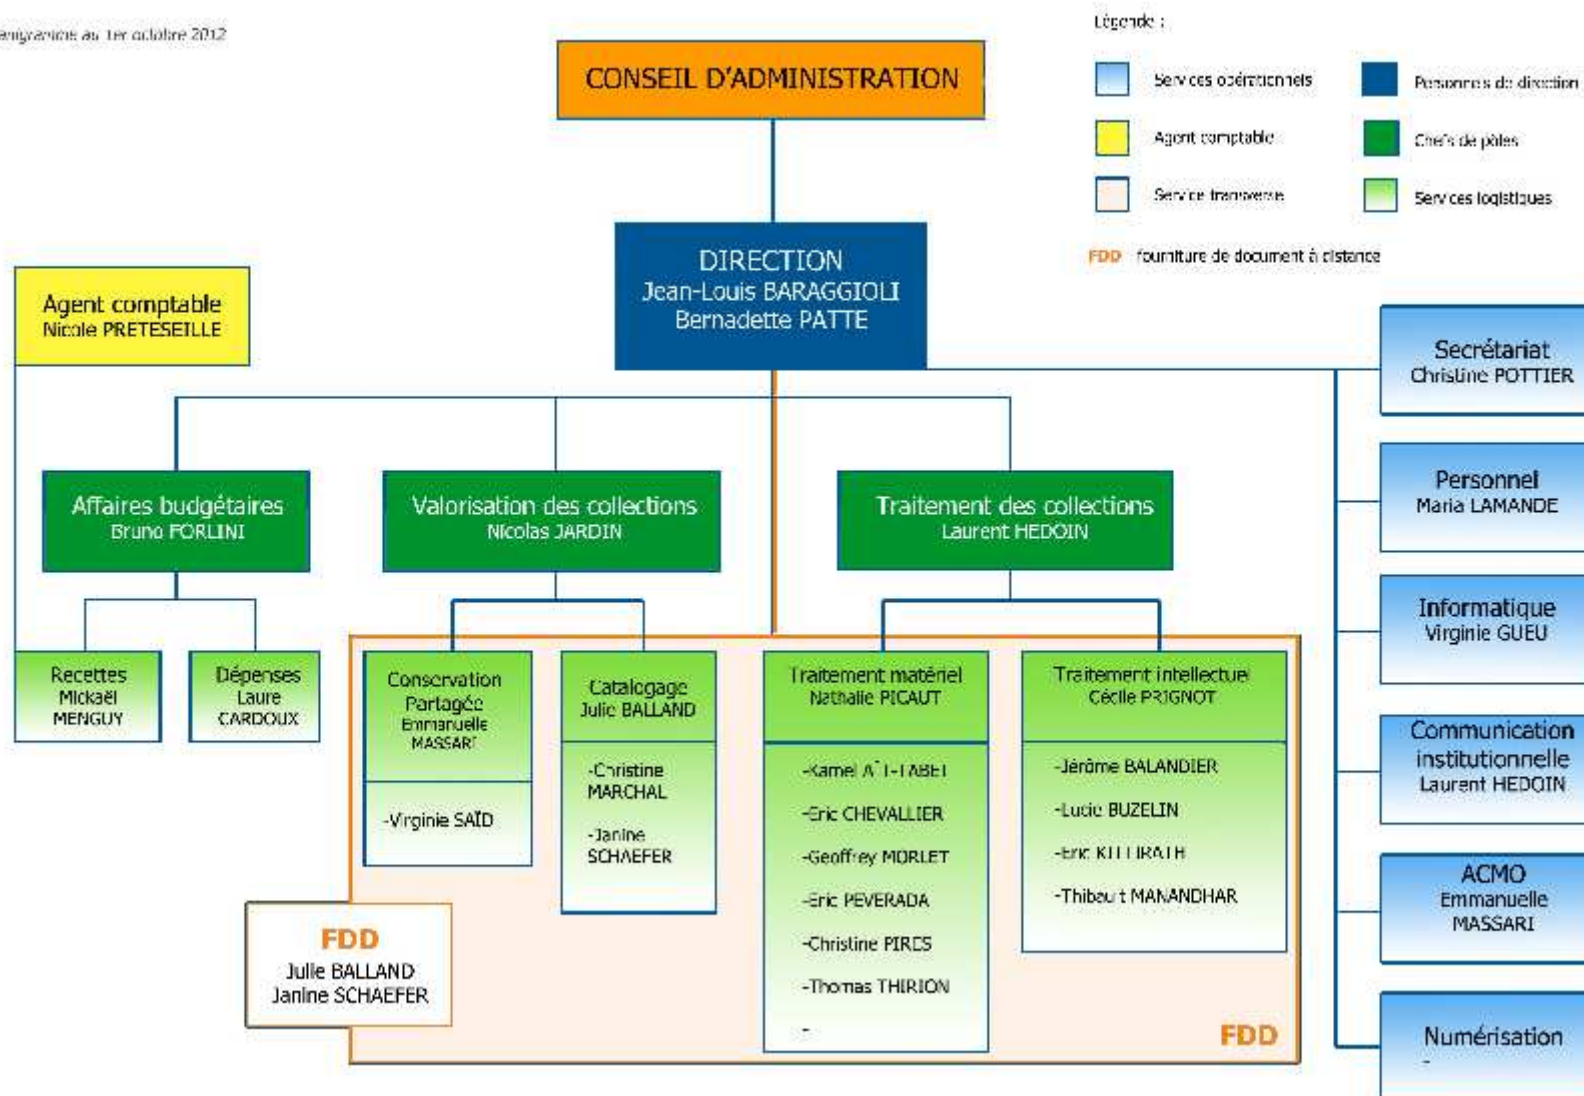 anigramme au 1er octobre 2012
Légende :
CONSEIL D'ADMINISTRATION
Services opérationnels
Personnels de direction
Agent comptable
Chefs de pôles
Service transverse
Services logistiques
FDD fourniture de document à distance
DIRECTION
Jean-Louis BARAGGIOLI
Bernadette PATTE
Agent comptable
Nicole PRETESEILLE
Secrétariat
Christine POTTIER
Personnel
Maria LAMANDE
Informatique
Virginie GUEU
Communication
institutionnelle
Laurent HEDOIN
ACMO
Emmanuelle
MASSARI
Numérisation
-
Affaires budgétaires
Bruno FORLINI
Valorisation des collections
Nicolas JARDIN
Traitement des collections
Laurent HEDOIN
Recettes
Mickaël
MENGUY
Dépenses
Laure
CARDOUX
Conservation
Partagée
Emmanuelle
MASSARI
-Virginie SAÏD
Catalogage
Julie BALLAND
-Christine
MARCHAL
-Janine
SCHAEFER
Traitement matériel
Nathalie PICAUT
-Kamel AÏT-TABET
-Eric CHEVALLIER
-Geoffrey MORLET
-Eric PEVERADA
-Christine PIRES
-Thomas THIRION
-
Traitement intellectuel
Cécile PRIGNOT
-Jérôme BALANDIER
-Lucie BUZELIN
-Eric KITTIRATH
-Thibault MANANDHAR
FDD
Julie BALLAND
Janine SCHAEFER
FDD